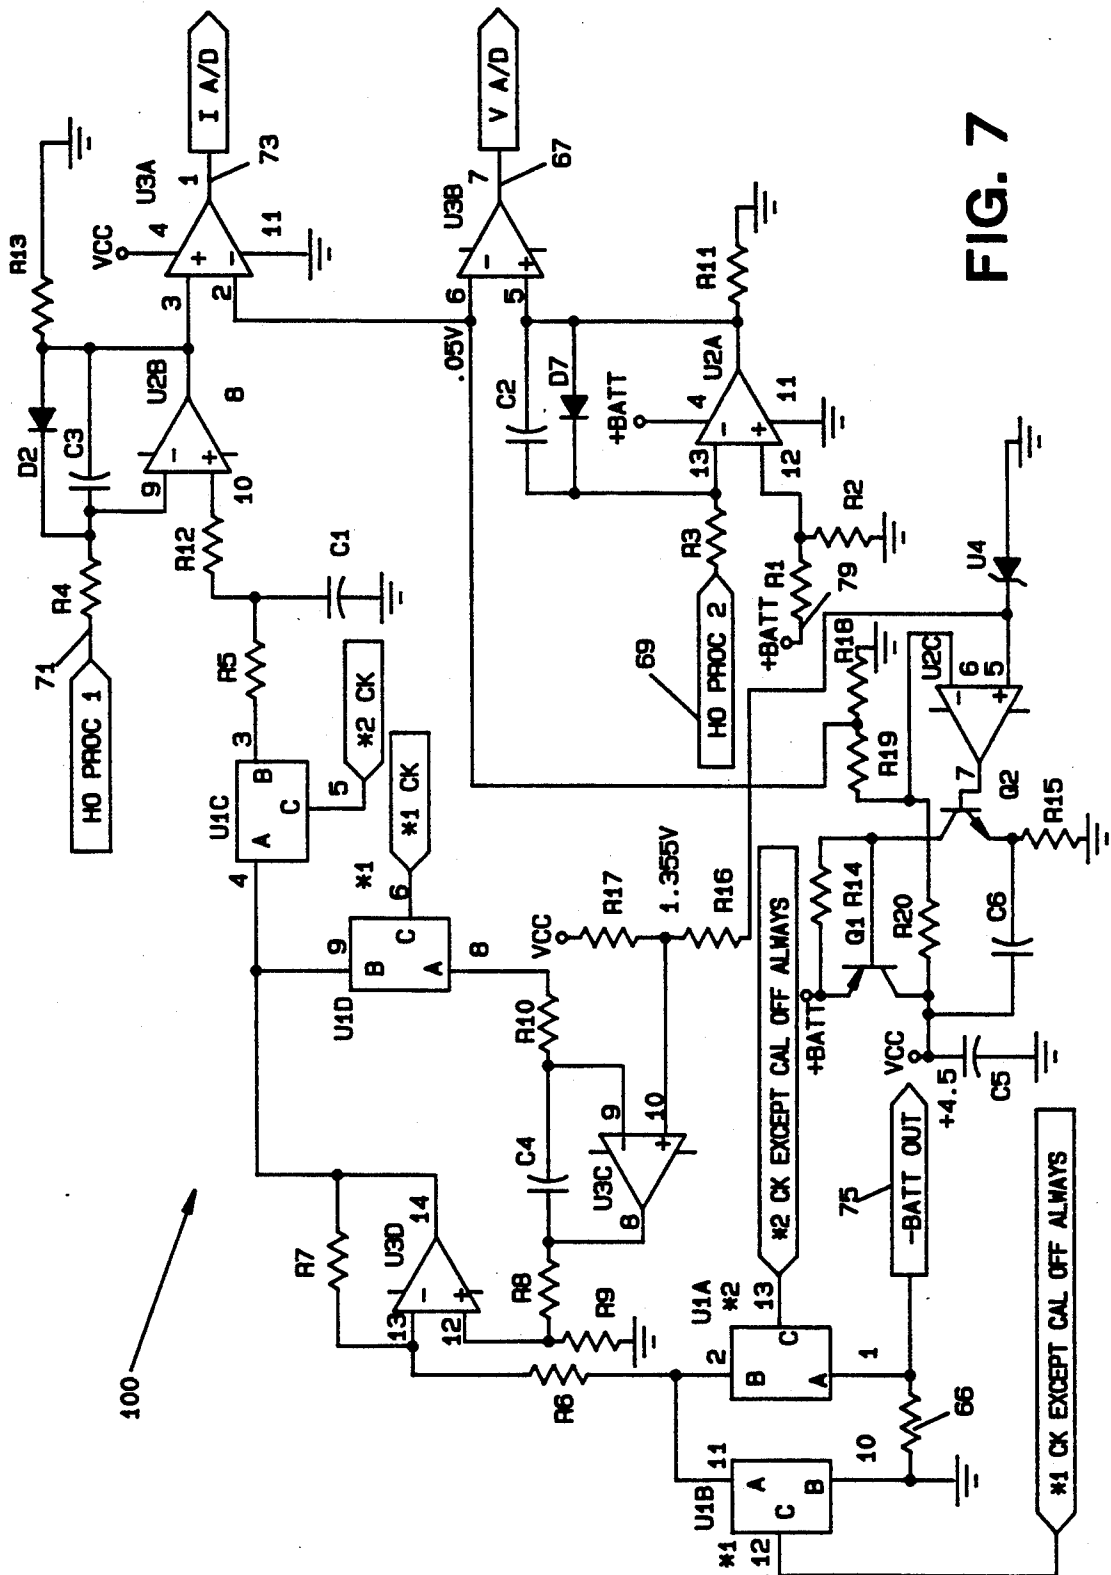 I A/D
V A/D
73
67
U3A
1
VCC
4
+
-
11
3
2
R13
U3B
7
6
5
-
+
.05V
FIG. 7
R11
D2
C3
U2B
8
9
10
-
+
C2
D7
U2A
+BATT
4
11
13
12
-
+
R4
71
HO PROC 1
R12
C1
R5
R3
HO PROC 2
69
R2
R1
+BATT
79
U4
R18
U2C
6
5
-
+
7
U1C
3
B
A
C
4
5
*2 CK
*1 CK
*1
6
9
B
C
A
8
U1D
R17
VCC
1.355V
R16
R19
Q2
R15
R14
Q1
R20
C6
+BATT
VCC
+4.5
C5
R10
C4
9
10
-
+
U3C
8
*2 CK EXCEPT CAL OFF ALWAYS
R7
14
U3D
13
12
-
+
R8
R9
100
R6
U1A
*2
13
2
B
C
A
1
75
-BATT OUT
66
11
10
U1B
*1
12
A
C
B
*1 CK EXCEPT CAL OFF ALWAYS